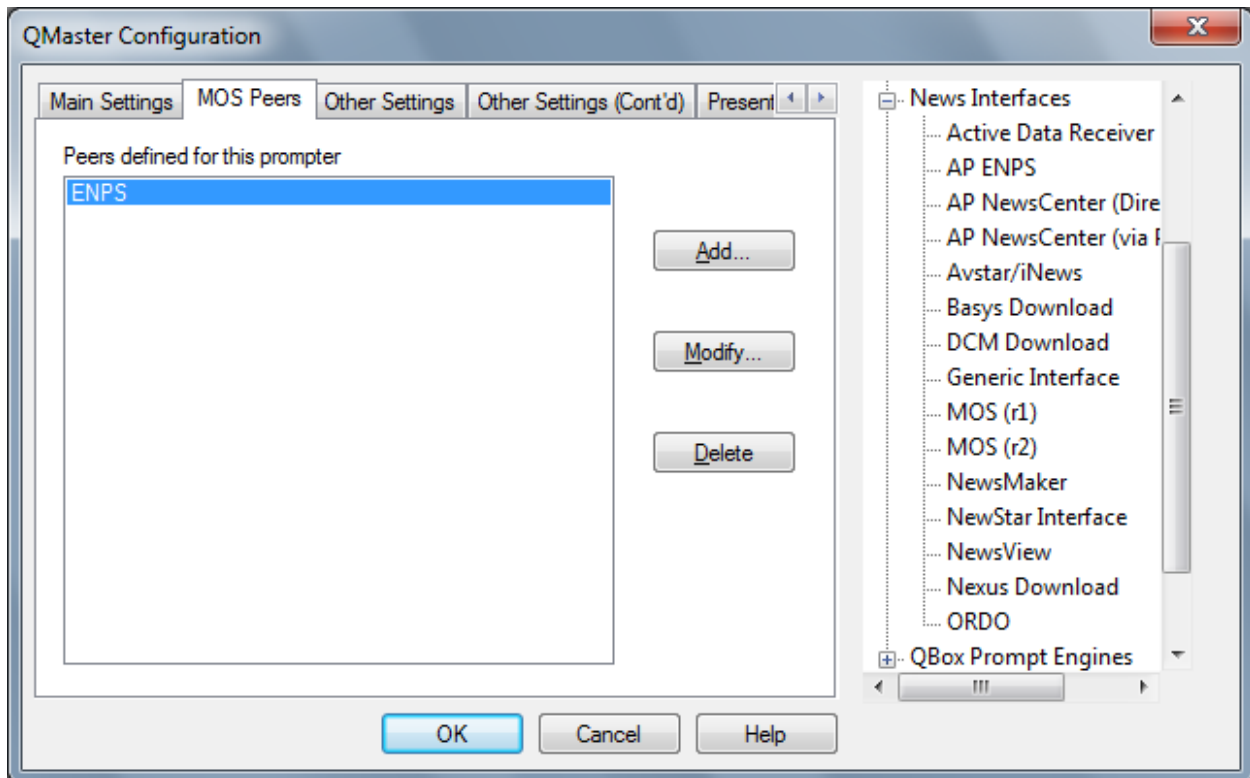 QMaster Configuration
Main Settings
MOS Peers
Other Settings
Other Settings (Cont'd)
Present
Peers defined for this prompter
ENPS
Add...
Modify...
Delete
News Interfaces
Active Data Receiver
AP ENPS
AP NewsCenter (Dire
AP NewsCenter (via
Avstar/iNews
Basys Download
DCM Download
Generic Interface
MOS (r1)
MOS (r2)
NewsMaker
NewStar Interface
NewsView
Nexus Download
ORDO
QBox Prompt Engines
OK
Cancel
Help